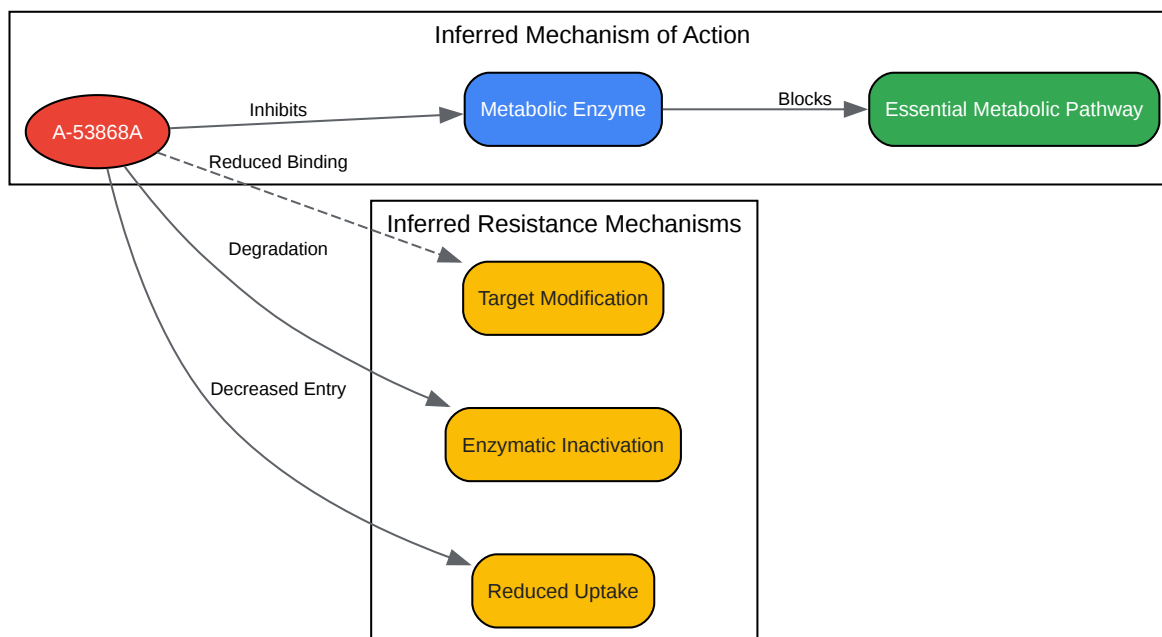 Inferred Mechanism of Action
A-53868A
Inhibits
Metabolic Enzyme
Blocks
Essential Metabolic Pathway
Reduced Binding
Inferred Resistance Mechanisms
Degradation
Target Modification
Decreased Entry
Enzymatic Inactivation
Reduced Uptake